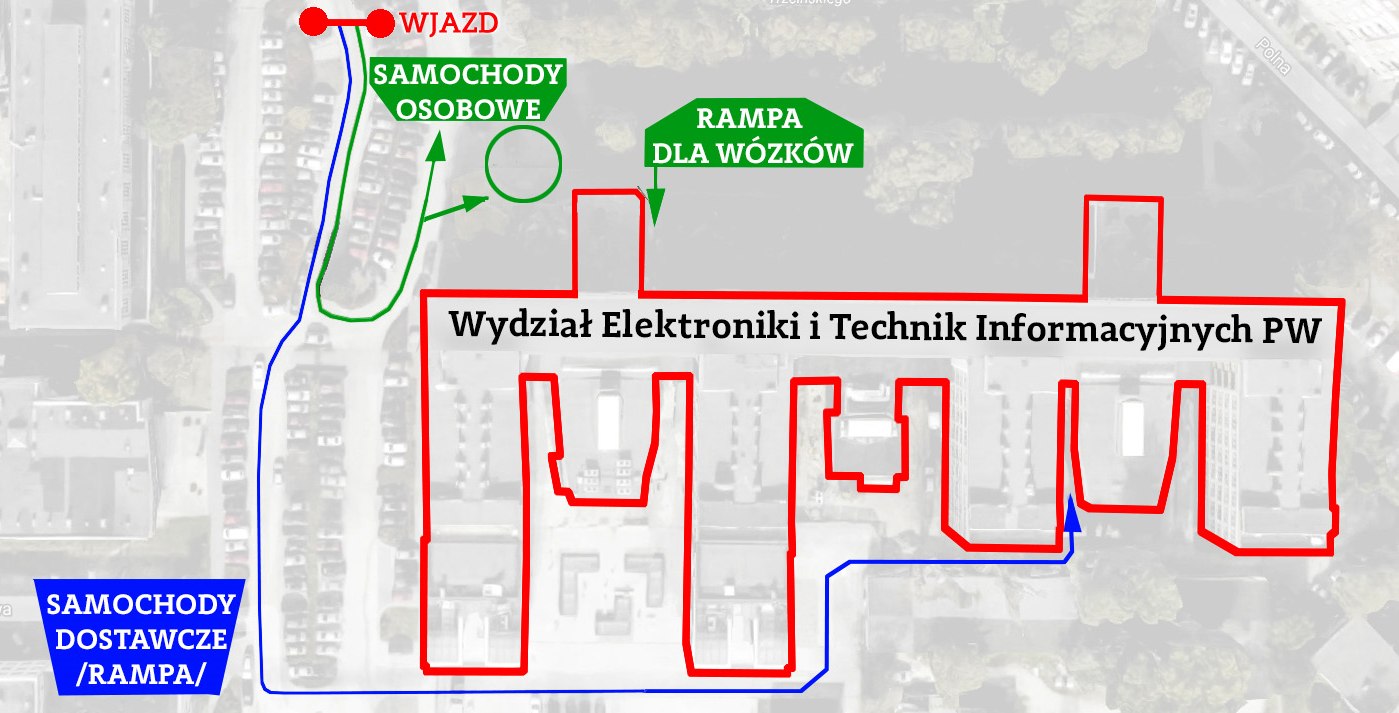 WJAZD
SAMOCHODY
OSOBOWE
RAMPA
DLA WÓZKÓW
Polna
Wydział Elektroniki i Technik Informacyjnych PW
SAMOCHODY
DOSTAWCZE
/RAMPA/